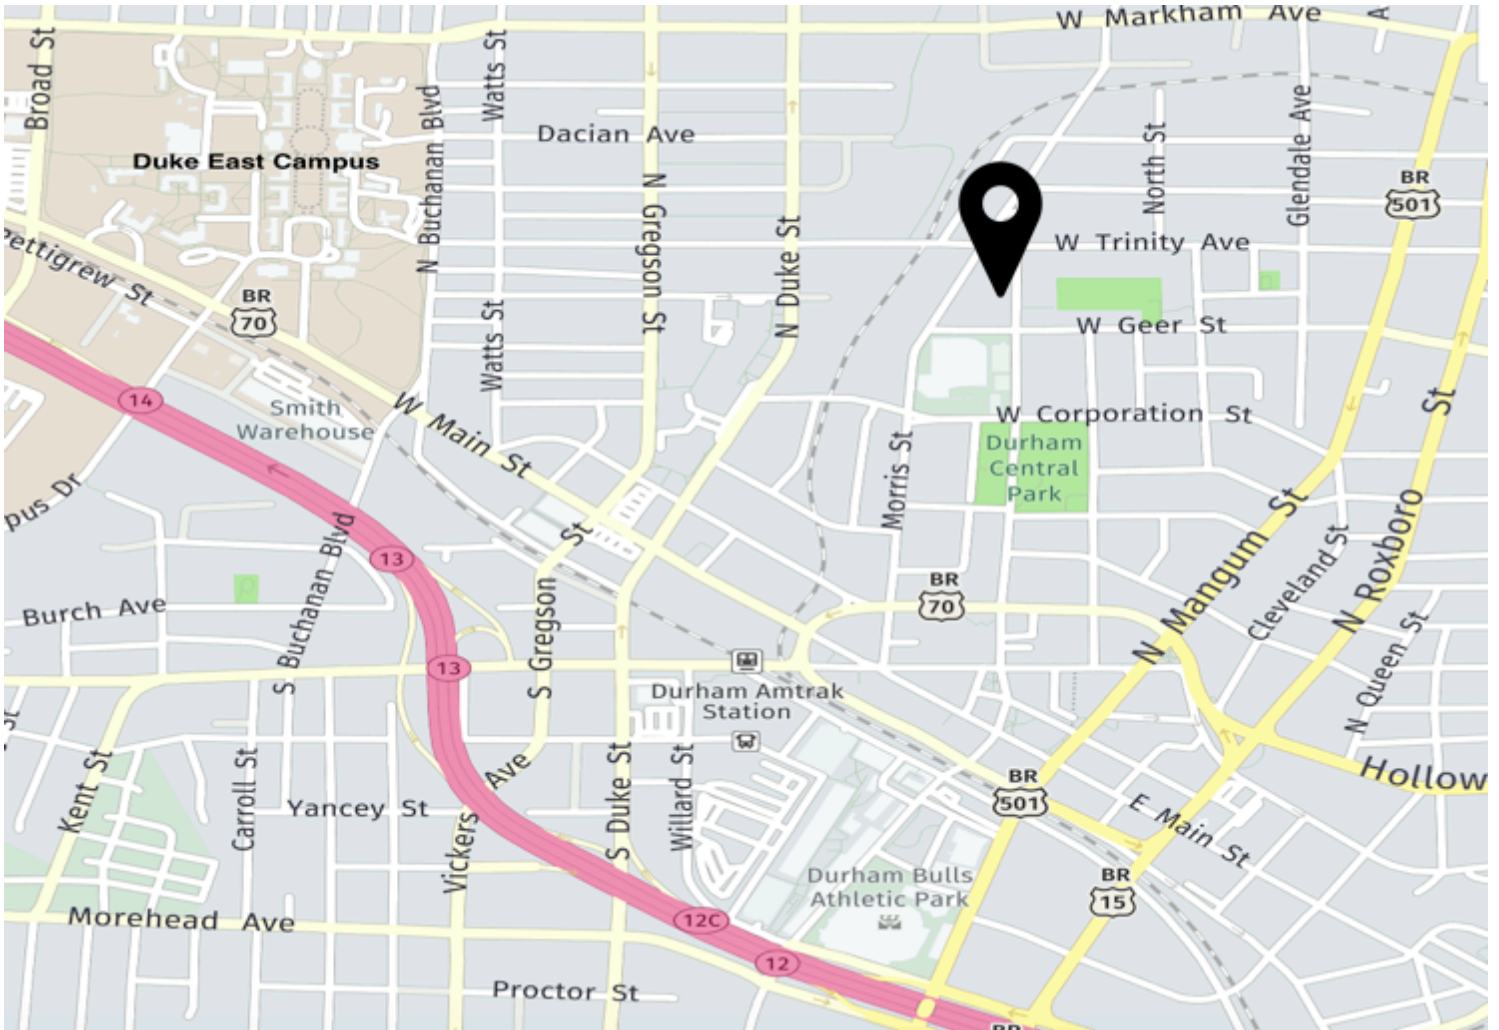 W Markham Ave
A
Broad St
Watts St
N Buchanan Blvd
Dacian Ave
Duke East Campus
N Gregson St
North St
Glendale Ave
BR
501
Pettigrew St
N Duke St
W Trinity Ave
BR
70
W Geer St
Watts St
14
Smith
Warehouse
W Main St
W Corporation St
St
Durham
Central
Park
Morris St
pus Dr
N Mangum St
N Roxboro
Cleveland St
S Buchanan Blvd
St
13
BR
70
Burch Ave
S Gregson
N Queen St
13
Durham Amtrak
Station
St
Kent St
Carroll St
Ave
S Duke St
Willard St
BR
501
Hollow
Yancey St
Vickers
E Main St
Durham Bulls
Athletic Park
BR
15
Morehead Ave
12C
12
Proctor St
BR